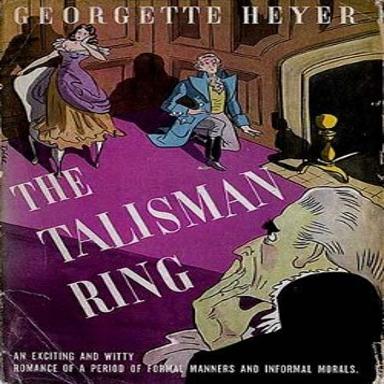 GEORGETTE HEYER
THE
TALISMAN
RING
AN EXCITING AND WITTY
ROMANCE OF A PERIOD OF FORMAL MANNERS AND INFORMAL MORALS.